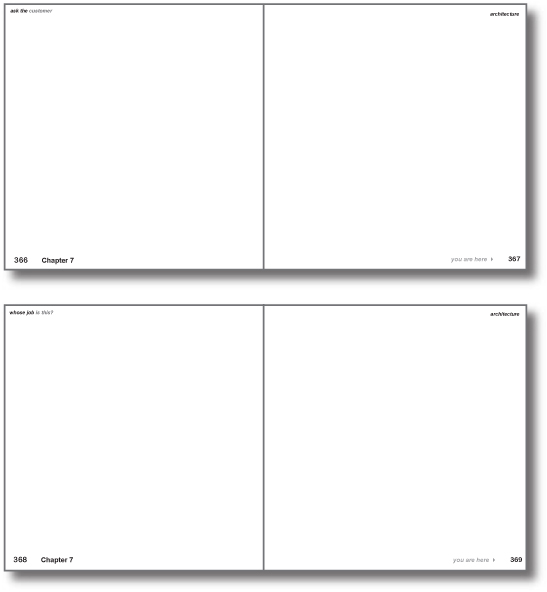 ask the customer
architecture
366 Chapter 7
you are here ▸ 367
whose job is this?
architecture
368 Chapter 7
you are here ▸ 369